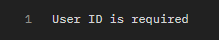 1 User ID is required